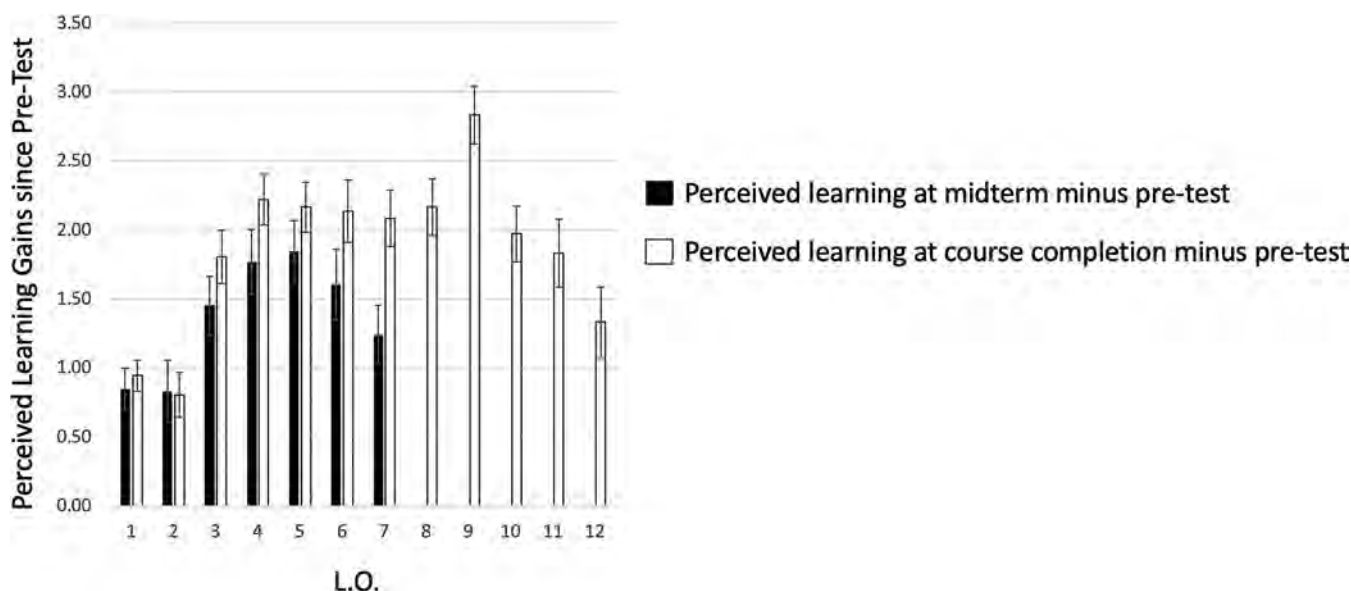 Perceived Learning Gains since Pre-Test
3.50
3.00
2.50
2.00
1.50
1.00
0.50
0.00
1 2 3 4 5 6 7 8 9 10 11 12
L.O.
Perceived learning at midterm minus pre-test
Perceived learning at course completion minus pre-test